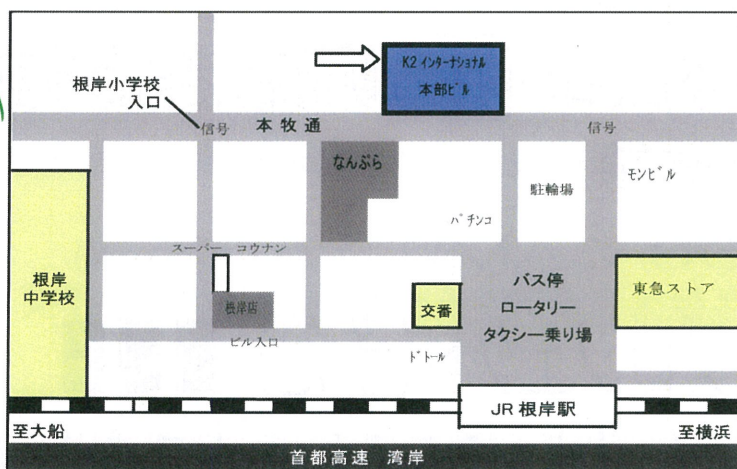 K2 インターナショナル
本部ビル
根岸小学校
入口
信号
本牧通
信号
なんぷら
駐輪場
モンビル
パチンコ
スーパー コウナン
根岸
中学校
根岸店
交番
バス停
ロータリー
タクシー乗り場
東急ストア
ビル入口
ドトール
JR 根岸駅
至大船
至横浜
首都高速 湾岸